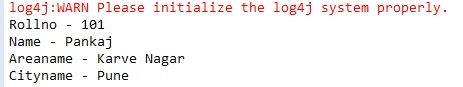 log4j:WARN Please initialize the log4j system properly.
Rollno - 101
Name - Pankaj
Areaname - Karve Nagar
Cityname - Pune